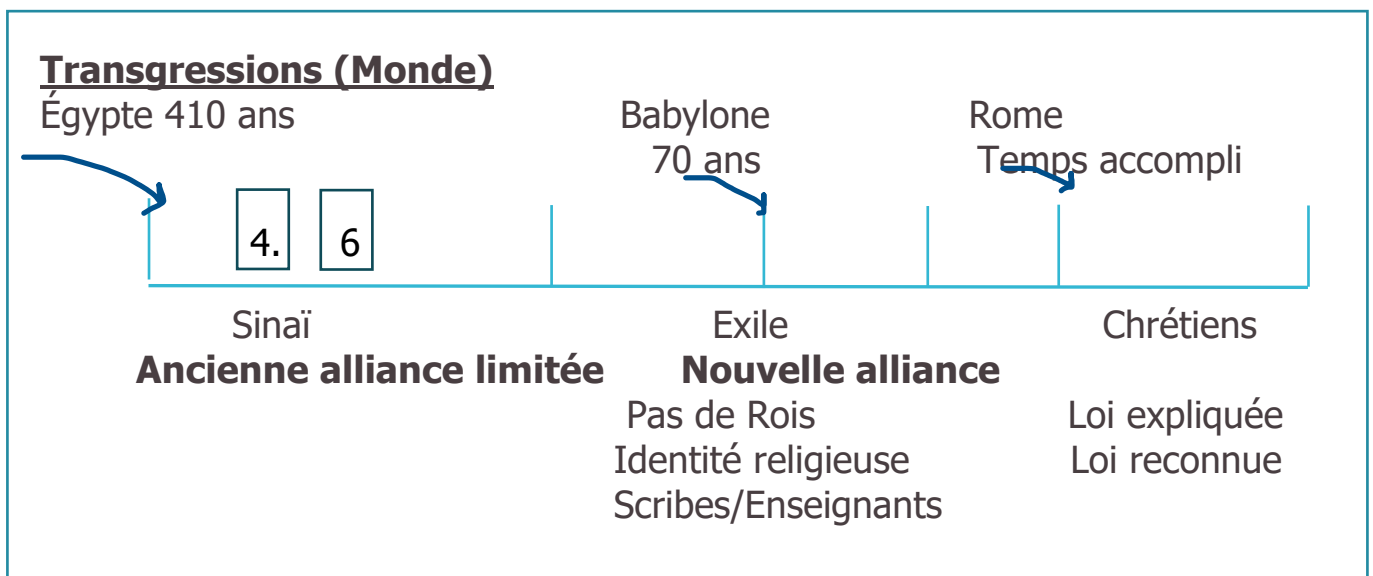 Transgressions (Monde)
Égypte 410 ans Babylone Rome
70 ans Temps accompli
4. 6
Sinaï Exile Chrétiens
Ancienne alliance limitée Nouvelle alliance
Pas de Rois Loi expliquée
Identité religieuse Loi reconnue
Scribes/Enseignants